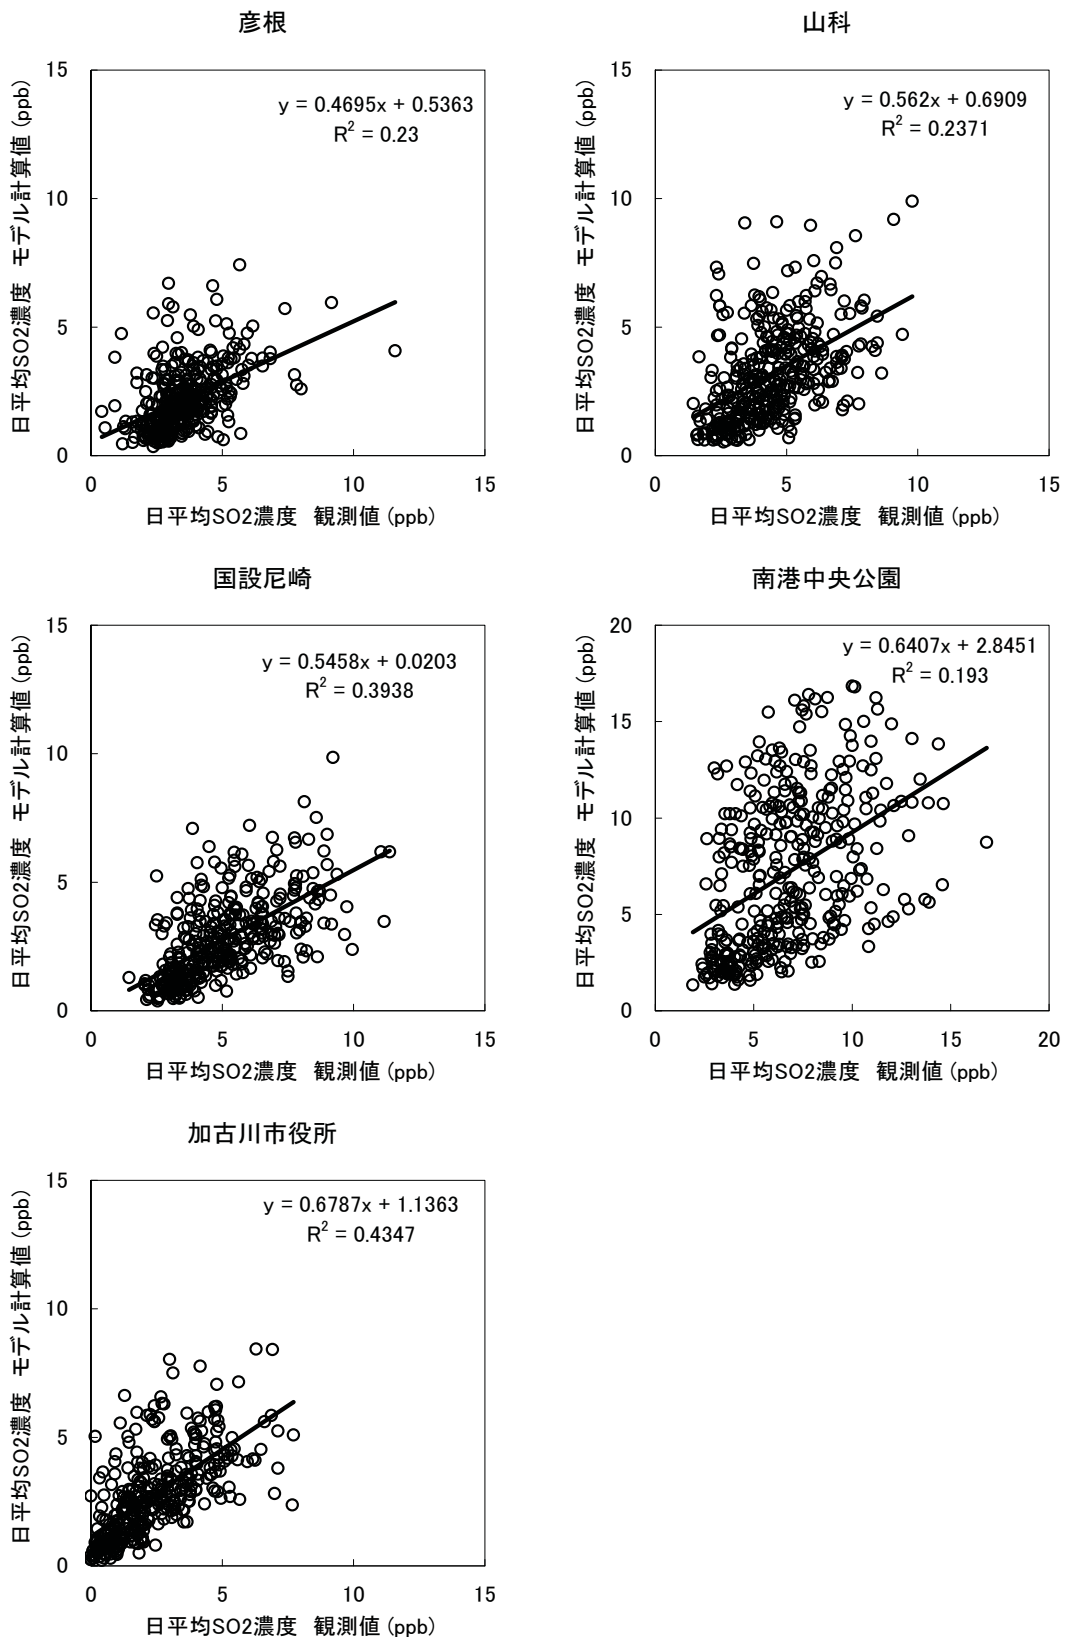 彦根
15
10
5
0
0
5
10
15
y = 0.4695x + 0.5363
R² = 0.23
日平均SO2濃度 モデル計算値 (ppb)
日平均SO2濃度 観測値 (ppb)
山科
15
10
5
0
0
5
10
15
y = 0.562x + 0.6909
R² = 0.2371
日平均SO2濃度 モデル計算値 (ppb)
日平均SO2濃度 観測値 (ppb)
国設尼崎
15
10
5
0
0
5
10
15
y = 0.5458x + 0.0203
R² = 0.3938
日平均SO2濃度 モデル計算値 (ppb)
日平均SO2濃度 観測値 (ppb)
南港中央公園
20
15
10
5
0
0
5
10
15
20
y = 0.6407x + 2.8451
R² = 0.193
日平均SO2濃度 モデル計算値 (ppb)
日平均SO2濃度 観測値 (ppb)
加古川市役所
15
10
5
0
0
5
10
15
y = 0.6787x + 1.1363
R² = 0.4347
日平均SO2濃度 モデル計算値 (ppb)
日平均SO2濃度 観測値 (ppb)